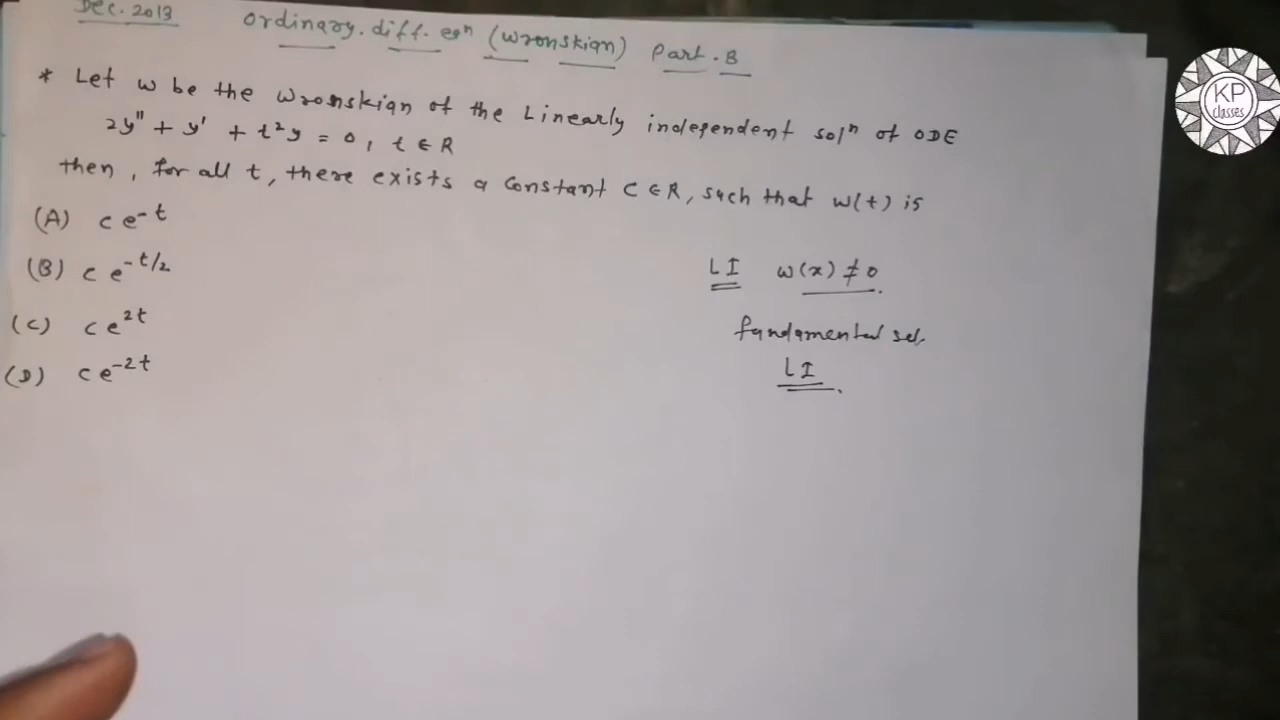 Dec. 2013
Ordinary. diff. eqⁿ (Wronskian) Part. B
* Let W be the Wronskian of the Linearly independent solⁿ of ODE
2y" + y' + t²y = 0, t ∈ R
then, for all t, there exists a constant C ∈ R, such that W(t) is
(A) c e^-t
(B) c e^-t/2
(C) c e^2t
(D) c e^-2t
LI W(x) ≠ 0
fundamental sol.
LI
KP
classes